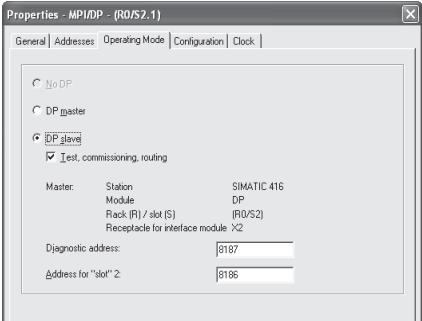 Properties - MPI/DP - (R0/S2.1)
General Addresses Operating Mode Configuration Clock
No DP
DP master
DP slave
Test, commissioning, routing
Master: Station SIMATIC 416
Module DP
Rack (R) / slot (S) (R0/S2)
Receptacle for interface module X2
Diagnostic address: 8187
Address for "slot" 2: 8186